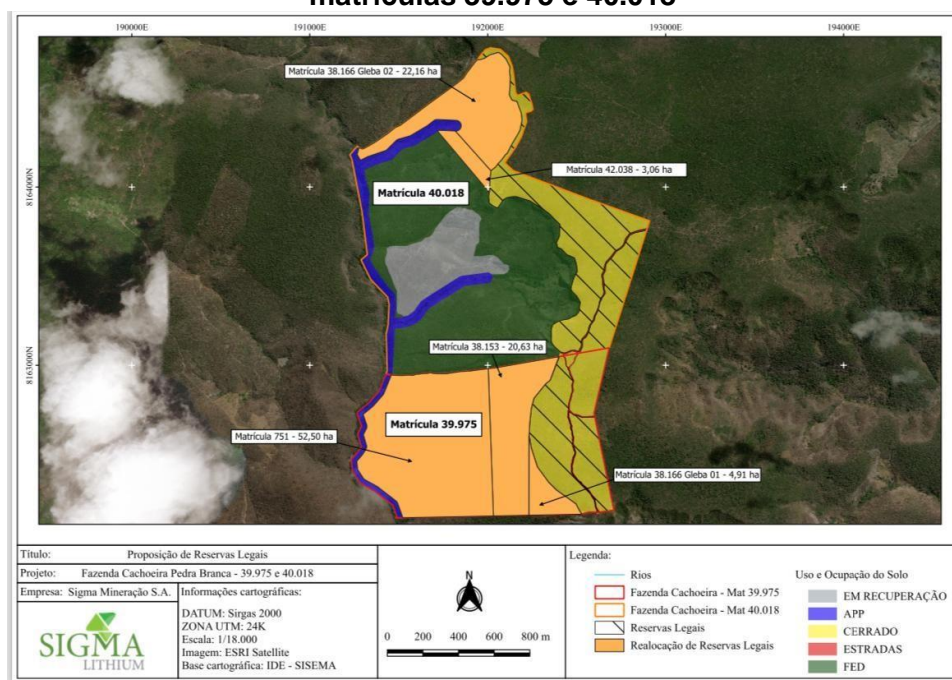 matrículas 39.975 e 40.018
190000E 191000E 192000E 193000E 194000E
8164000N
8163000N
Matrícula 38.166 Gleba 02 - 22,16 ha
42.038 - 3,06 ha
Matrícula 40.018
Matrícula 38.153 - 20,63 ha
Matrícula 39.975
Matrícula 751 - 52,50 ha
Matrícula 38.166 Gleba 01 - 4,91 ha
Título: Proposição de Reservas Legais
Projeto: Fazenda Cachoeira Pedra Branca - 39.975 e 40.018
Empresa: Sigma Mineração S.A.
SIGMA
LITHIUM
Informações cartográficas:
DATUM: Sirgas 2000
ZONA UTM: 24K
Escala: 1/18.000
Imagem: ESRI Satellite
Base cartográfica: IDE - SISEMA
N
0 200 400 600 800 m
Legenda:
Rios
Fazenda Cachoeira - Mat 39.975
Fazenda Cachoeira - Mat 40.018
Reservas Legais
Realocação de Reservas Legais
Uso e Ocupação do Solo
EM RECUPERAÇÃO
APP
CERRADO
ESTRADAS
FED